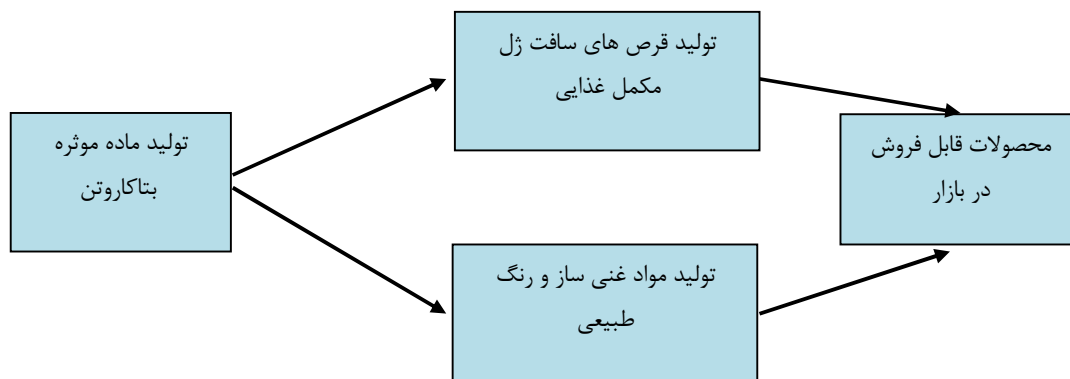 تولید ماده موثره
بتاکاروتن
تولید قرص های سافت ژل
مکمل غذایی
تولید مواد غنی ساز و رنگ
طبیعی
محصولات قابل فروش
در بازار